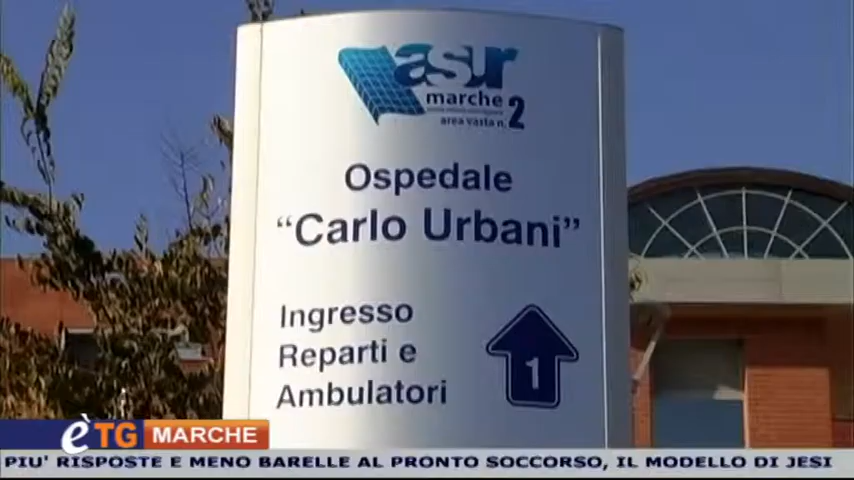 asur
marche 2
area vasta n.
Ospedale
“Carlo Urbani”
Ingresso
Reparti e
Ambulatori
1
èTG MARCHE
PIU' RISPOSTE E MENO BARELLE AL PRONTO SOCCORSO, IL MODELLO DI JESI